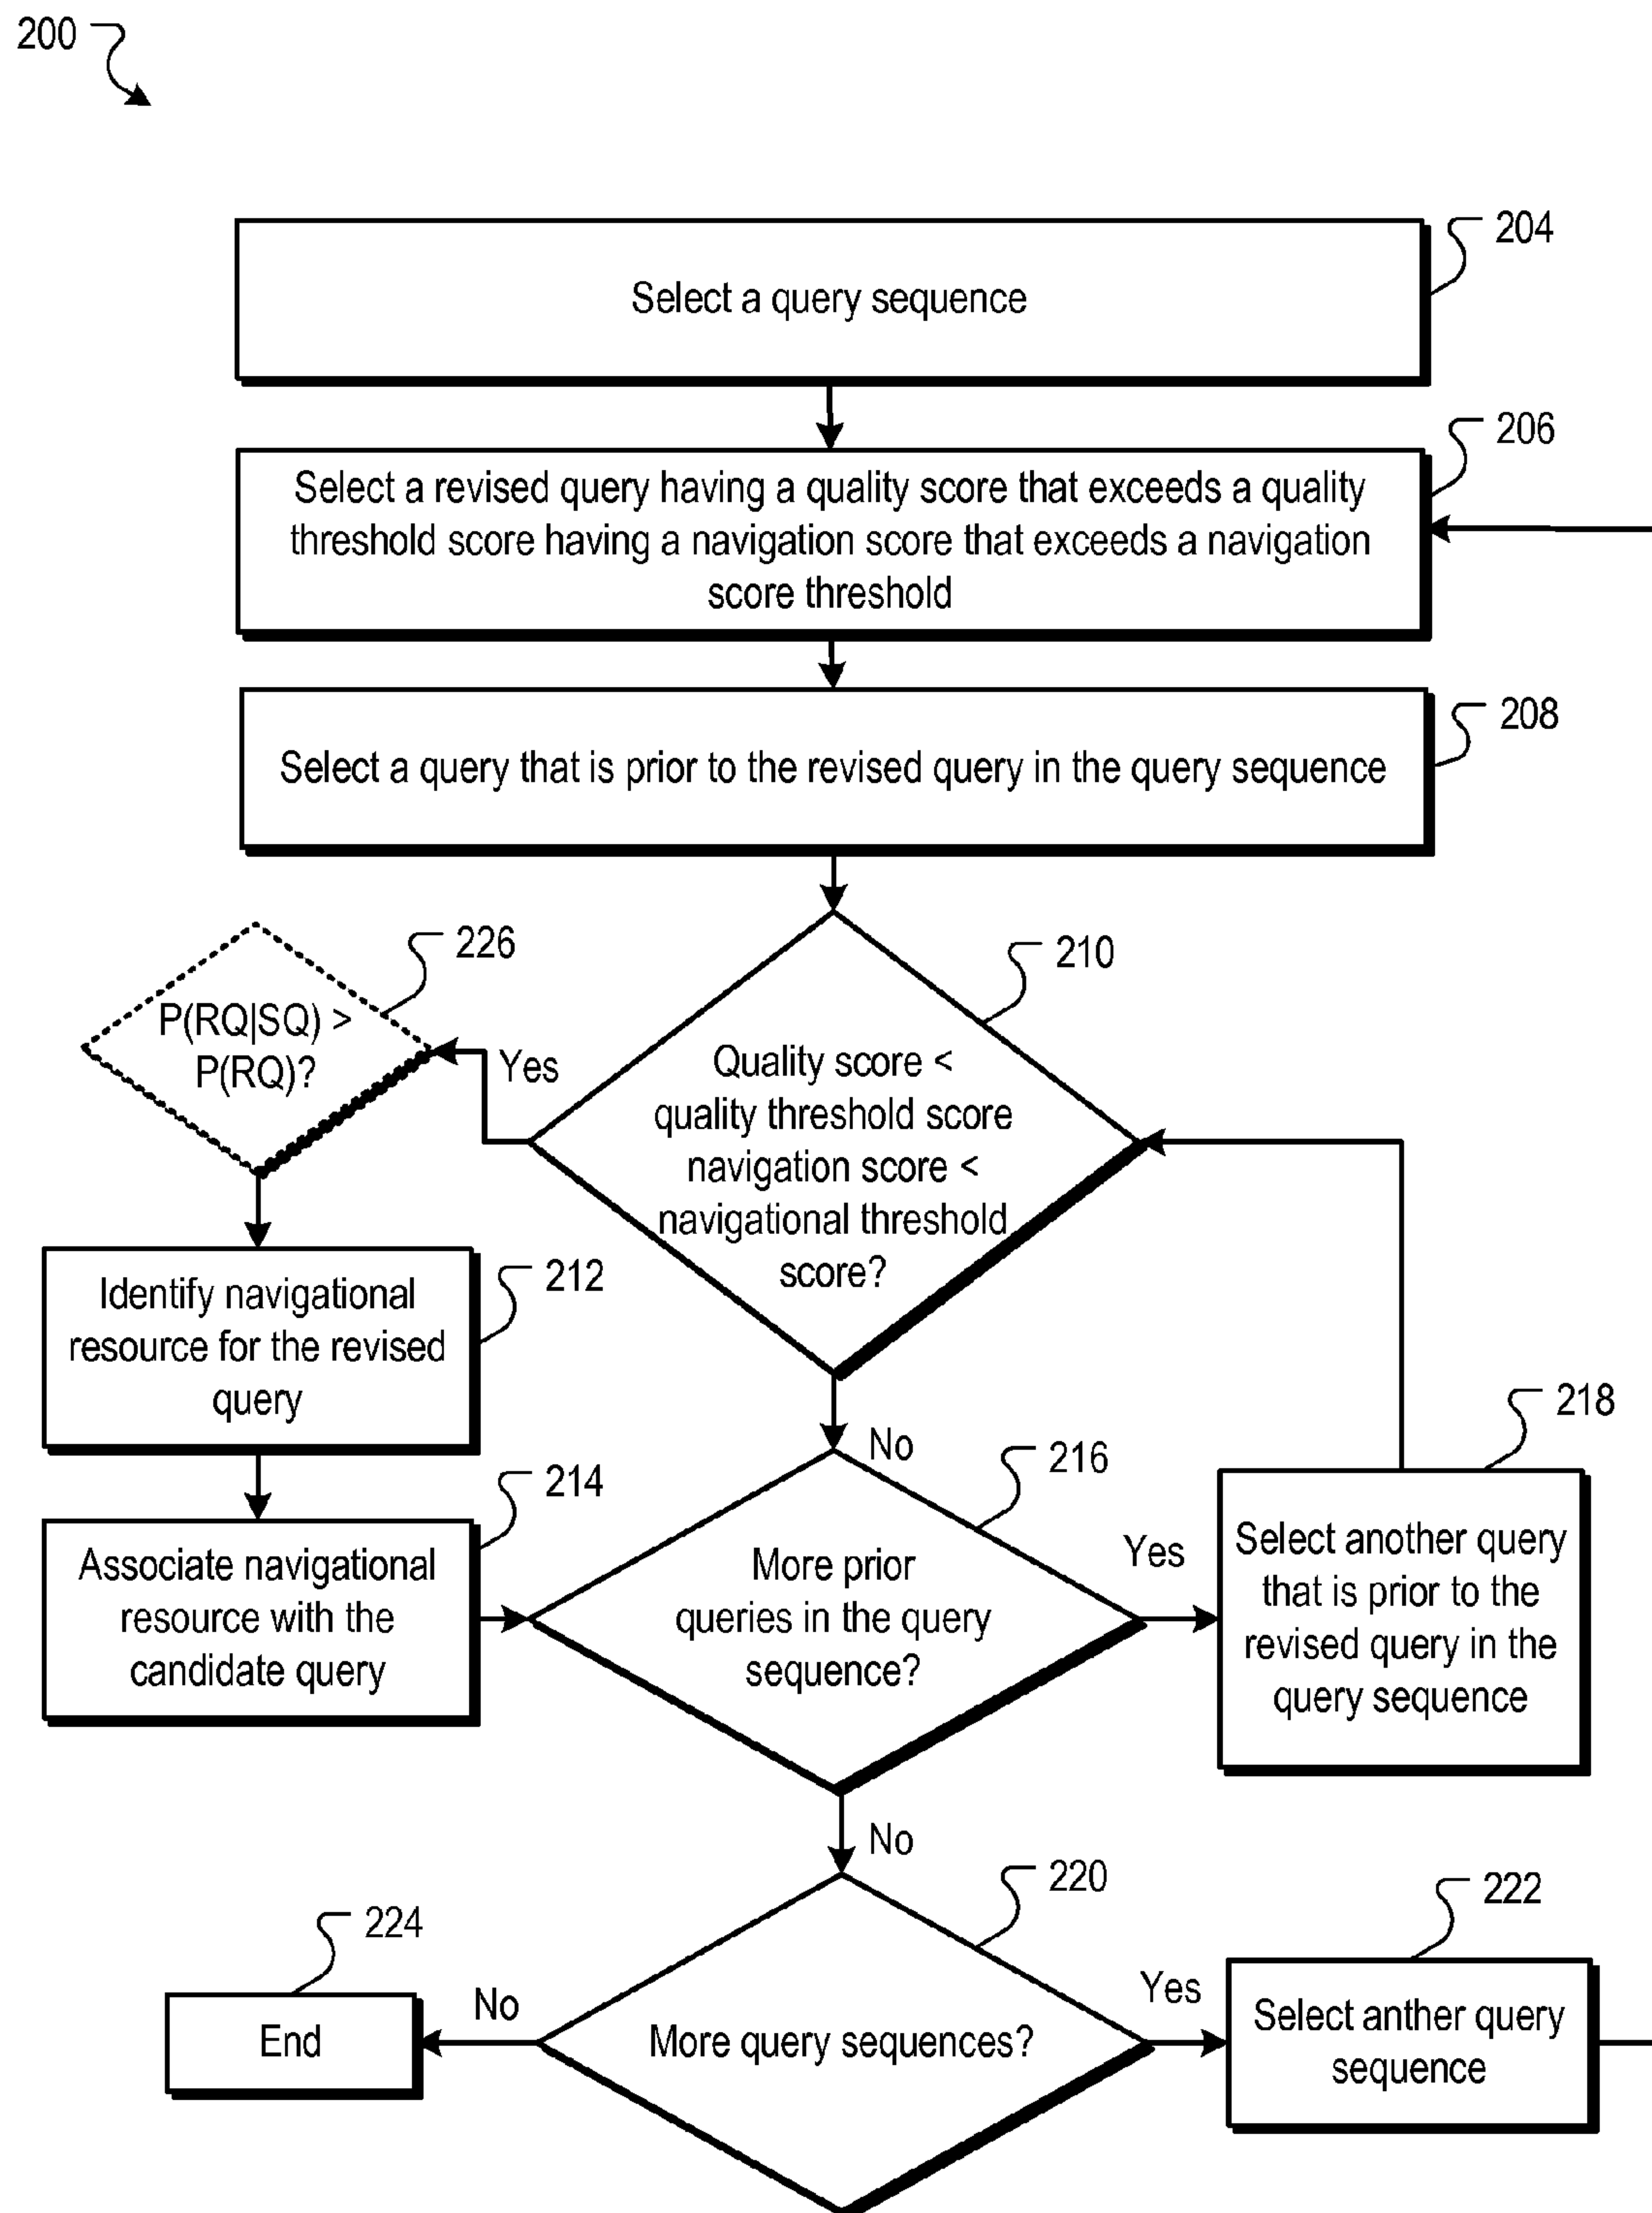 200
204
Select a query sequence
206
Select a revised query having a quality score that exceeds a quality
threshold score having a navigation score that exceeds a navigation
score threshold
208
Select a query that is prior to the revised query in the query sequence
226
P(RQ|SQ) >
P(RQ)?
210
Yes
Quality score <
quality threshold score
navigation score <
navigational threshold
score?
212
Identify navigational
resource for the revised
query
No
214
Associate navigational
resource with the
candidate query
216
More prior
queries in the query
sequence?
Yes
218
Select another query
that is prior to the
revised query in the
query sequence
No
220
More query sequences?
224
No
End
Yes
222
Select anther query
sequence